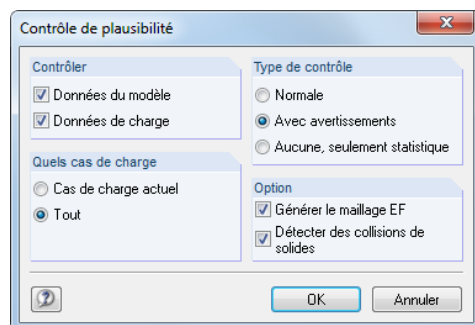 Contrôle de plausibilité
Contrôler
Données du modèle
Données de charge
Quels cas de charge
Cas de charge actuel
Tout
Type de contrôle
Normale
Avec avertissements
Aucune, seulement statistique
Option
Générer le maillage EF
Détecter des collisions de
solides
OK
Annuler